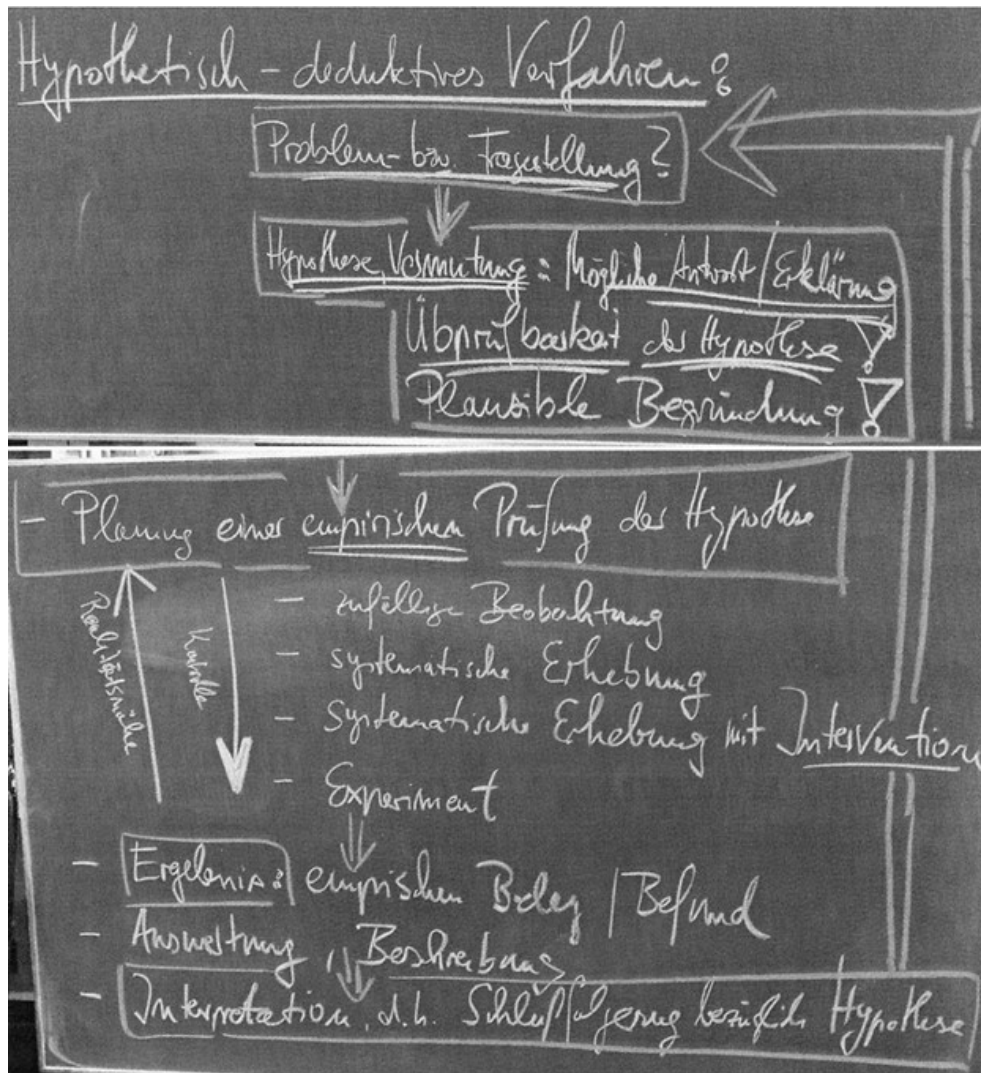 Hypothetisch - deduktives Verfahren:
Problem- bzw. Fragestellung?
Hypothese, Vermutung = Mögliche Antwort / Erklärung
Überprüfbarkeit der Hypothese !
Plausible Begründung !
- Planung einer empirischen Prüfung der Hypothese
- zufällige Beobachtung
- systematische Erhebung
- systematische Erhebung mit Intervention
- Experiment
Realitätsnähe
Kontrolle
- Ergebnis: empirischen Beleg / Befund
- Auswertung, Beschreibung
- Interpretation, d.h. Schlußfolgerung bezüglich Hypothese